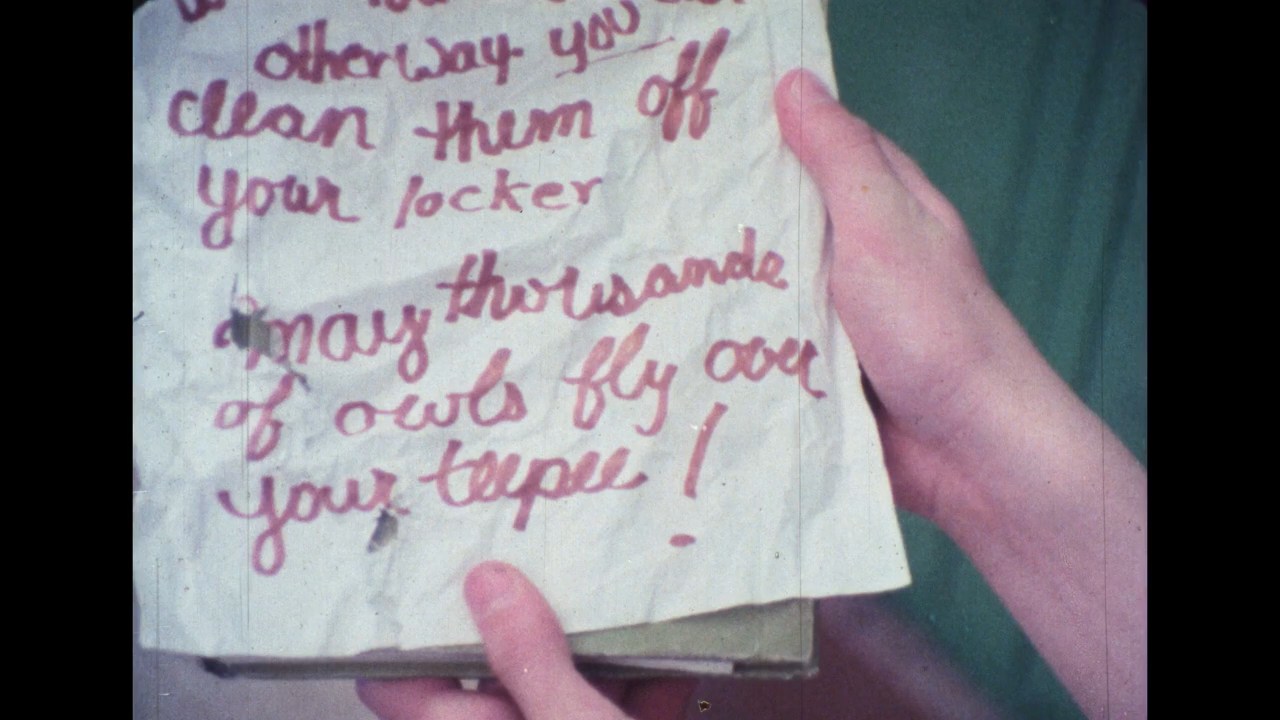 otherway you
clean them off
your locker
may thousande
of owls fly over
your teepee!